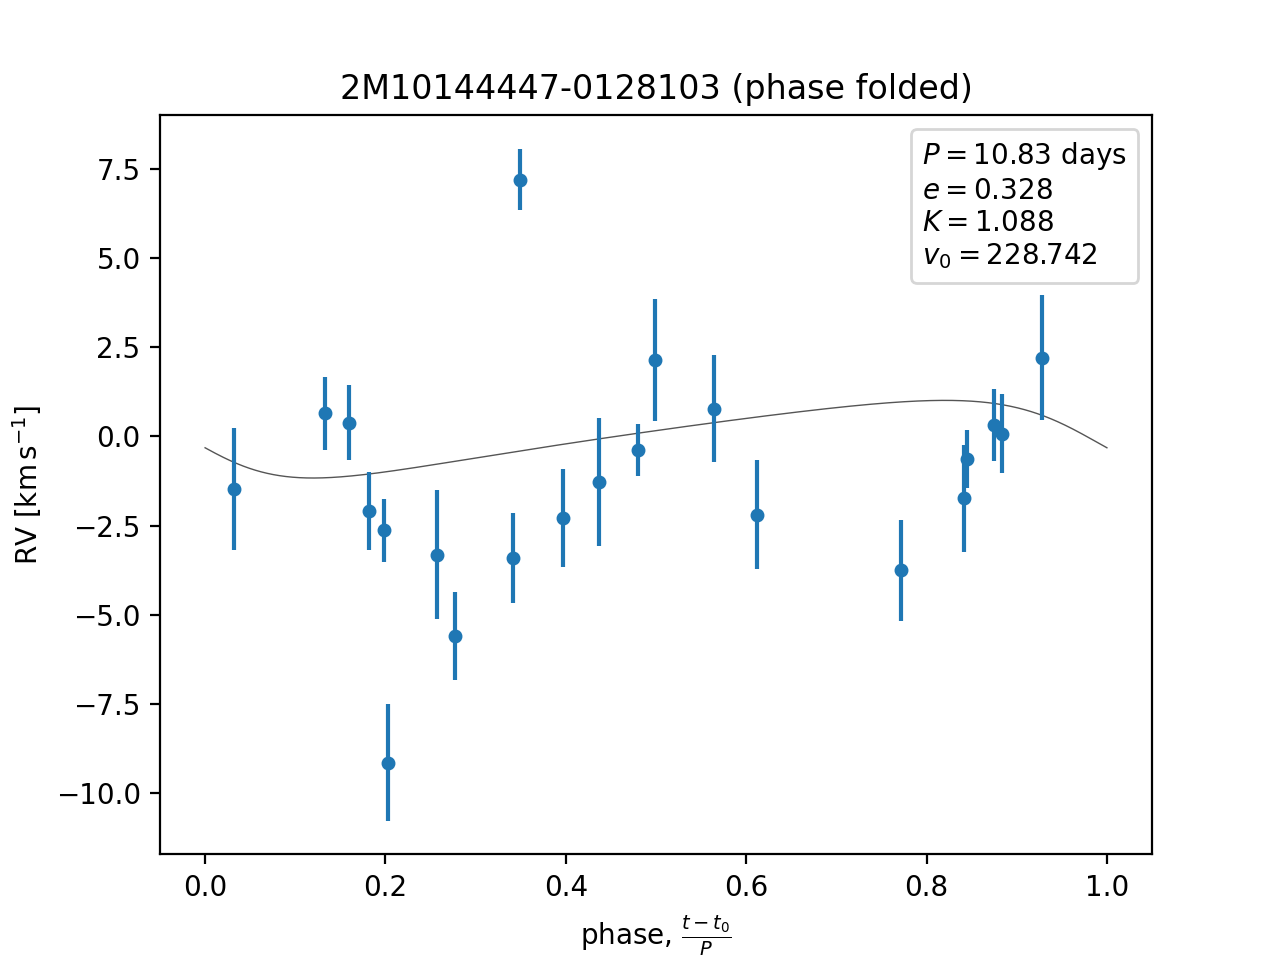 2M10144447-0128103 (phase folded)
P = 10.83 days
e = 0.328
K = 1.088
v₀ = 228.742
7.5
5.0
2.5
0.0
−2.5
−5.0
−7.5
−10.0
RV [km s⁻¹]
0.0 0.2 0.4 0.6 0.8 1.0
phase, (t − t₀)/P